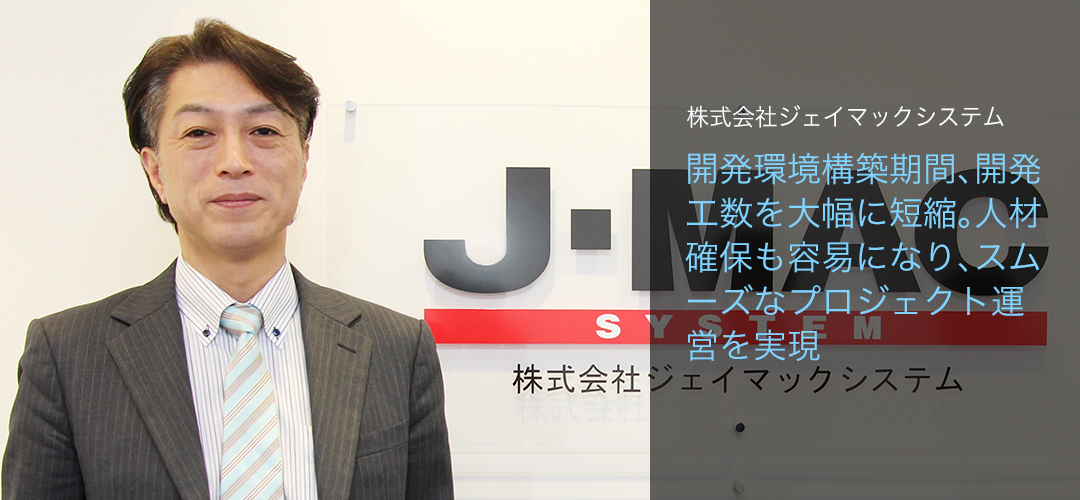 J·MAC
SYSTEM
株式会社ジェイマックシステム
株式会社ジェイマックシステム
開発環境構築期間、開発
工数を大幅に短縮。人材
確保も容易になり、スム
ーズなプロジェクト運
営を実現